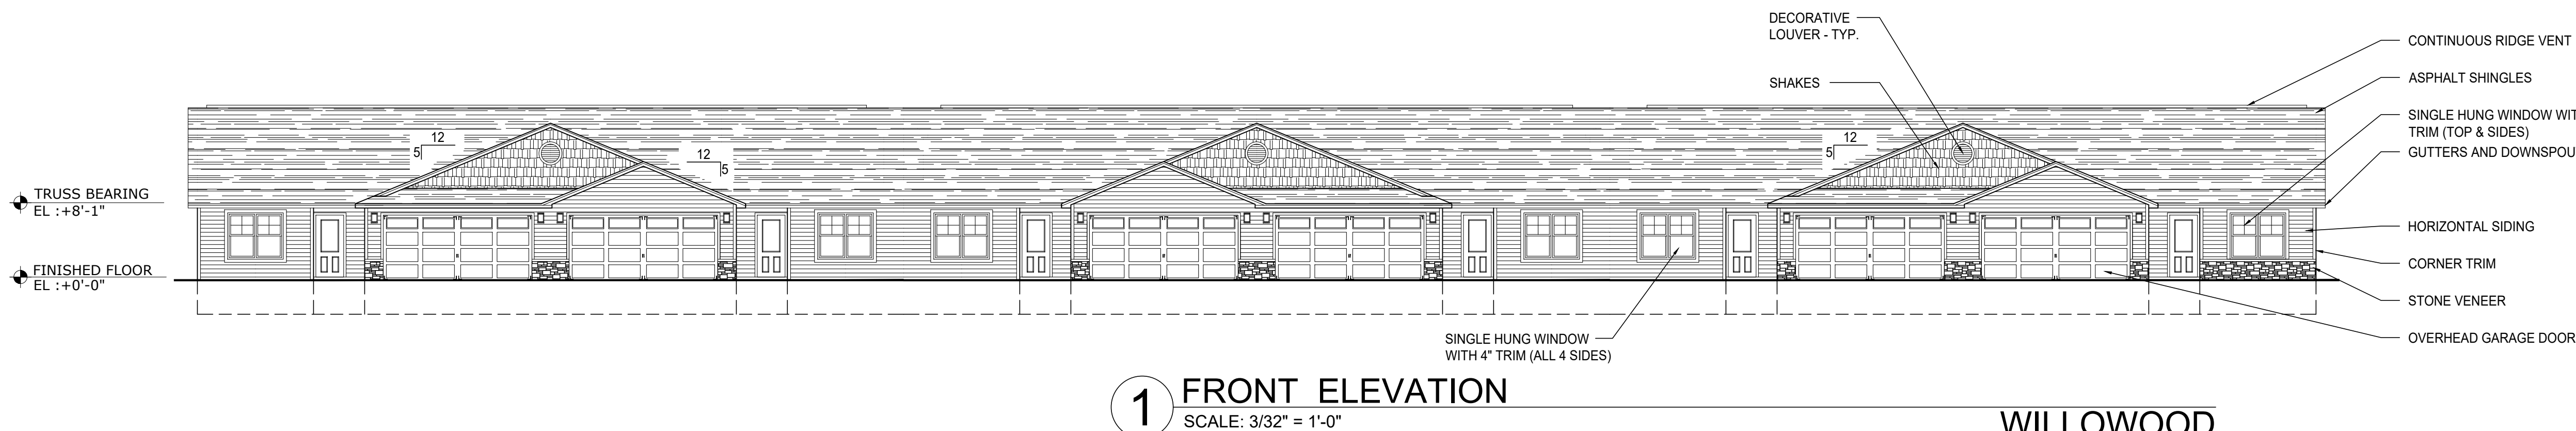 DECORATIVE
LOUVER - TYP.
SHAKES
CONTINUOUS RIDGE VENT
ASPHALT SHINGLES
SINGLE HUNG WINDOW
TRIM (TOP & SIDES)
GUTTERS AND
HORIZONTAL SIDING
CORNER TRIM
STONE VENEER
OVERHEAD GARAGE DOOR
12
5
12
5
12
5
TRUSS BEARING
EL :+8'-1"
FINISHED FLOOR
EL :+0'-0"
SINGLE HUNG WINDOW
WITH 4" TRIM (ALL 4 SIDES)
1
FRONT ELEVATION
SCALE: 3/32" = 1'-0"
WILLOWOOD